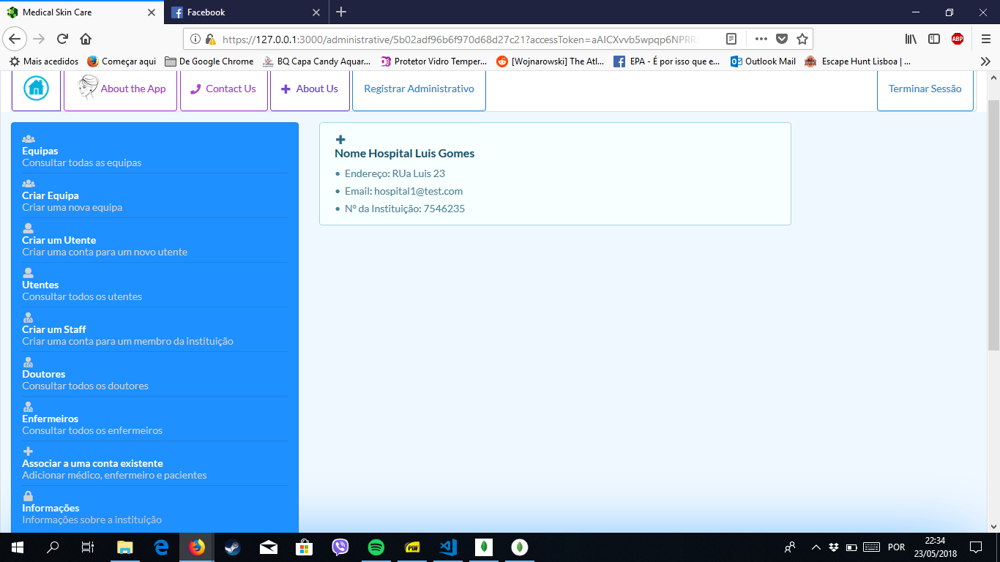 Medical Skin Care
Facebook
https://127.0.0.1:3000/administrative/5b02adf96b6f970d68d27c21?accessToken=aAICXvvb5wpqp6NPRR
ABP
Mais acedidos
Começar aqui
De Google Chrome
BQ Capa Candy Aquar...
Protetor Vidro Temper...
[Wojnarowski] The Atl...
EPA - É por isso que e...
Outlook Mail
Escape Hunt Lisboa | ...
About the App
Contact Us
About Us
Registrar Administrativo
Terminar Sessão
Equipas
Consultar todas as equipas
Criar Equipa
Criar uma nova equipa
Criar um Utente
Criar uma conta para um novo utente
Utentes
Consultar todos os utentes
Criar um Staff
Criar uma conta para um membro da instituição
Doutores
Consultar todos os doutores
Enfermeiros
Consultar todos os enfermeiros
Associar a uma conta existente
Adicionar médico, enfermeiro e pacientes
Informações
Informações sobre a instituição
Nome Hospital Luis Gomes
• Endereço: RUa Luis 23
• Email: hospital1@test.com
• Nº da Instituição: 7546235
PDF
POR
22:34
23/05/2018